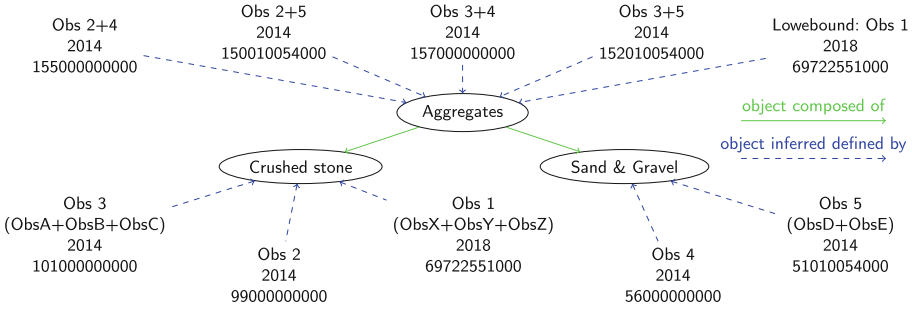 Obs 2+4
2014
155000000000
Obs 2+5
2014
150010054000
Obs 3+4
2014
157000000000
Obs 3+5
2014
152010054000
Lowebound: Obs 1
2018
69722551000
Aggregates
object composed of
object inferred defined by
Crushed stone
Sand & Gravel
Obs 3
(ObsA+ObsB+ObsC)
2014
101000000000
Obs 2
2014
99000000000
Obs 1
(ObsX+ObsY+ObsZ)
2018
69722551000
Obs 4
2014
56000000000
Obs 5
(ObsD+ObsE)
2014
51010054000